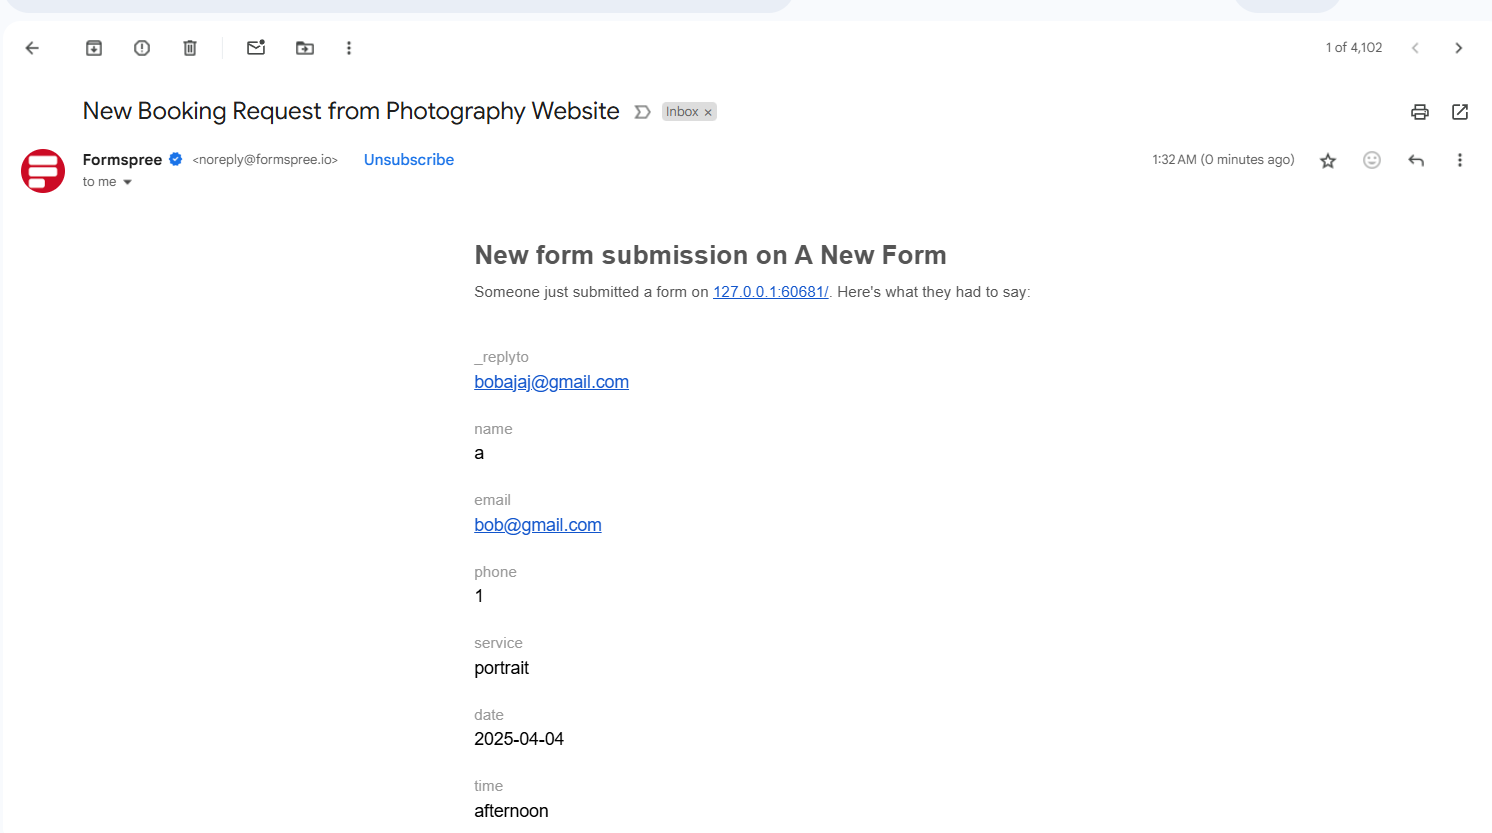 1 of 4,102
New Booking Request from Photography Website
Inbox ×
Formspree <noreply@formspree.io> Unsubscribe
1:32 AM (0 minutes ago)
to me
New form submission on A New Form
Someone just submitted a form on 127.0.0.1:60681/. Here's what they had to say:
_replyto
bobajaj@gmail.com
name
a
email
bob@gmail.com
phone
1
service
portrait
date
2025-04-04
time
afternoon